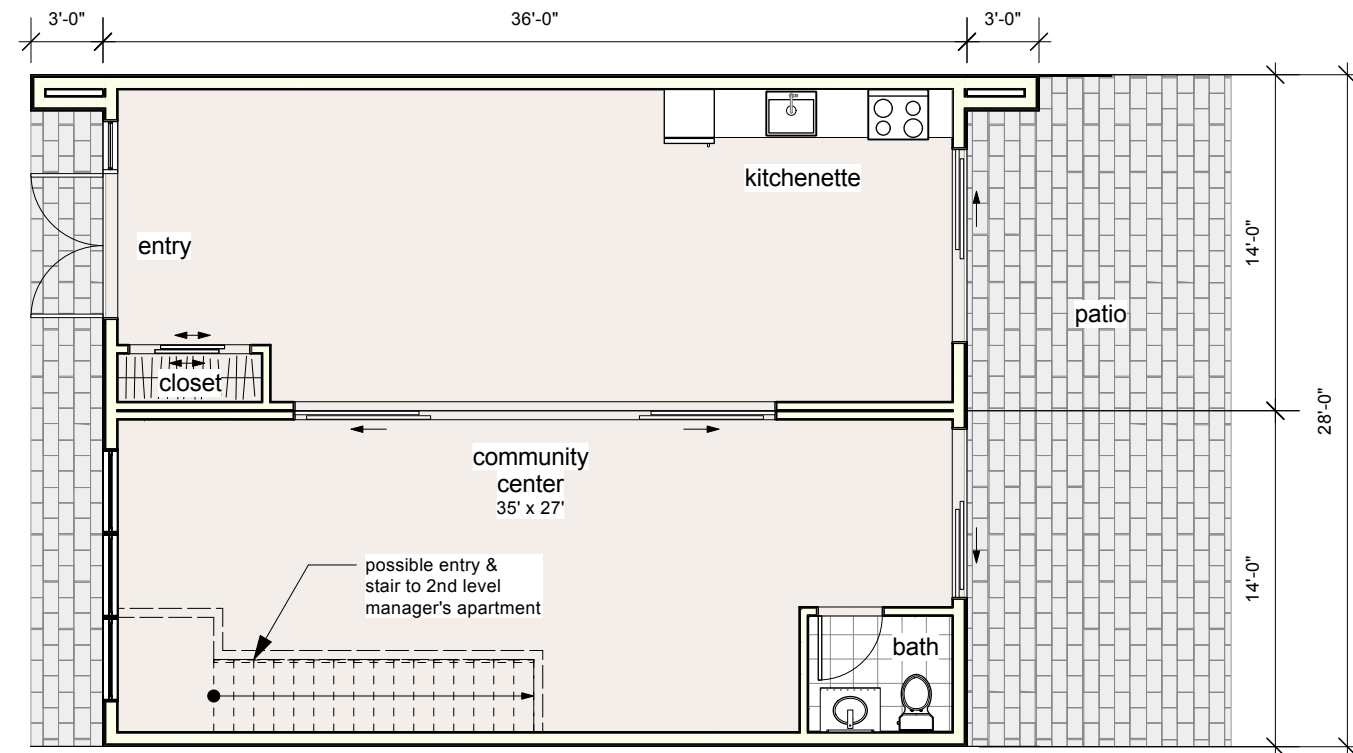 3'-0"
36'-0"
3'-0"
kitchenette
entry
14'-0"
patio
closet
28'-0"
community
center
35' x 27'
possible entry &
stair to 2nd level
manager's apartment
14'-0"
bath